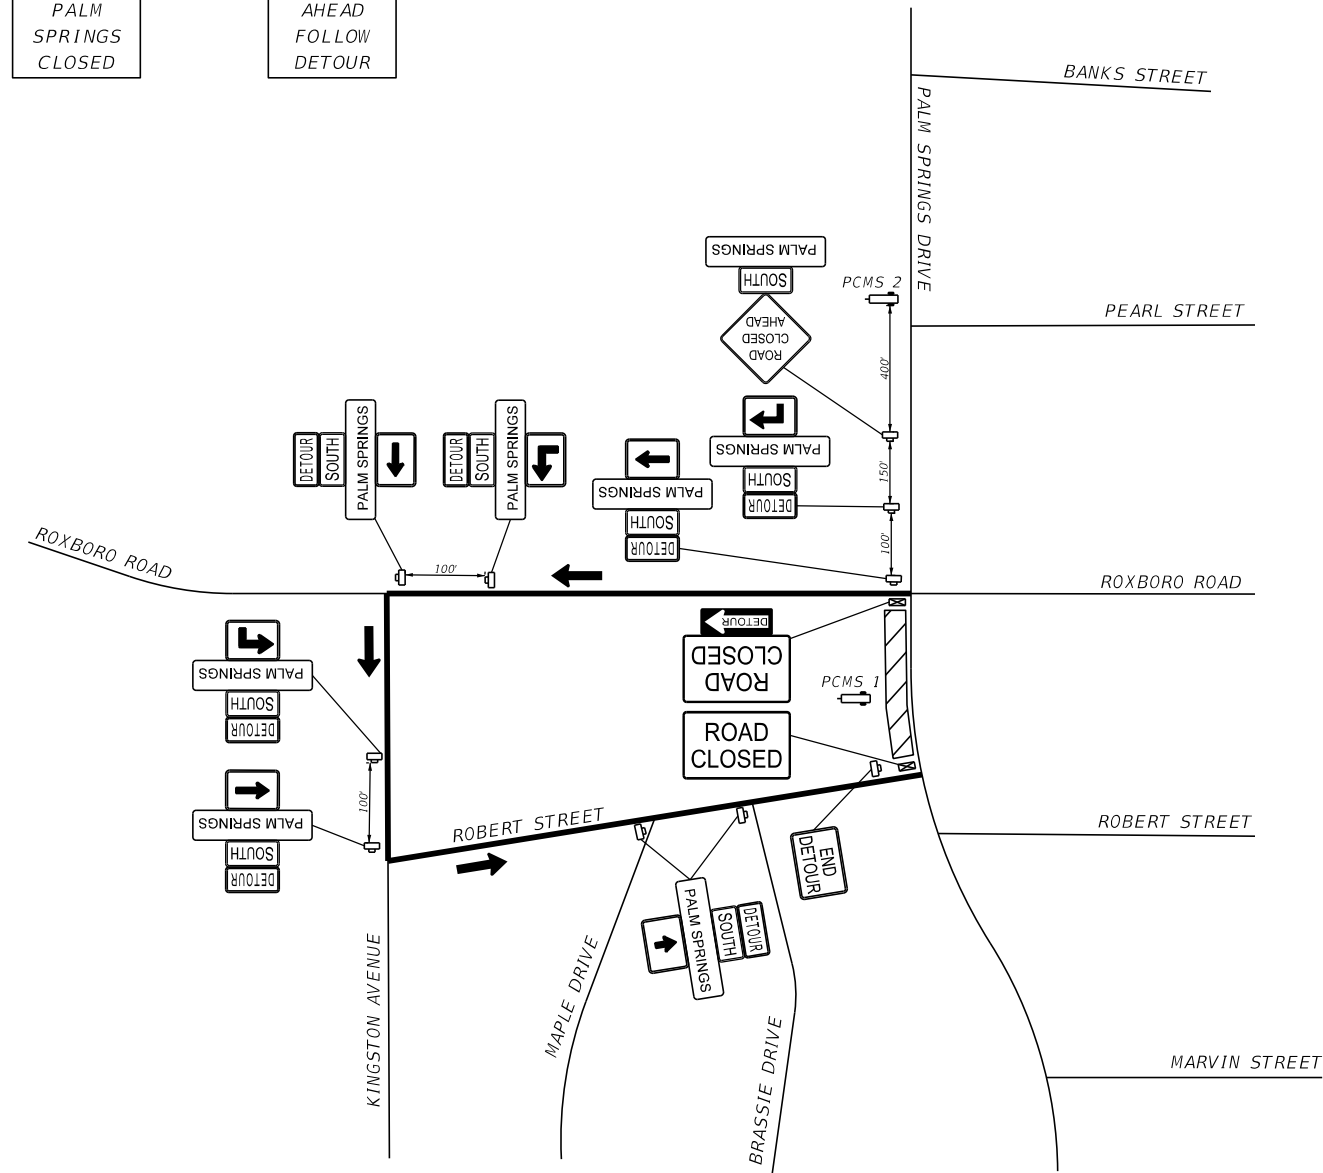 PALM
SPRINGS
CLOSED
AHEAD
FOLLOW
DETOUR
BANKS STREET
PALM SPRINGS DRIVE
PALM SPRINGS
SOUTH
ROAD
CLOSED
AHEAD
PCMS 2
PEARL STREET
400'
PALM SPRINGS
SOUTH
DETOUR
150'
PALM SPRINGS
SOUTH
DETOUR
100'
DETOUR
SOUTH
PALM SPRINGS
DETOUR
SOUTH
PALM SPRINGS
100'
ROXBORO ROAD
ROXBORO ROAD
DETOUR
ROAD
CLOSED
PCMS 1
ROAD
CLOSED
PALM SPRINGS
SOUTH
DETOUR
100'
PALM SPRINGS
SOUTH
DETOUR
ROBERT STREET
ROBERT STREET
END
DETOUR
PALM SPRINGS
SOUTH
DETOUR
KINGSTON AVENUE
MAPLE DRIVE
BRASSIE DRIVE
MARVIN STREET